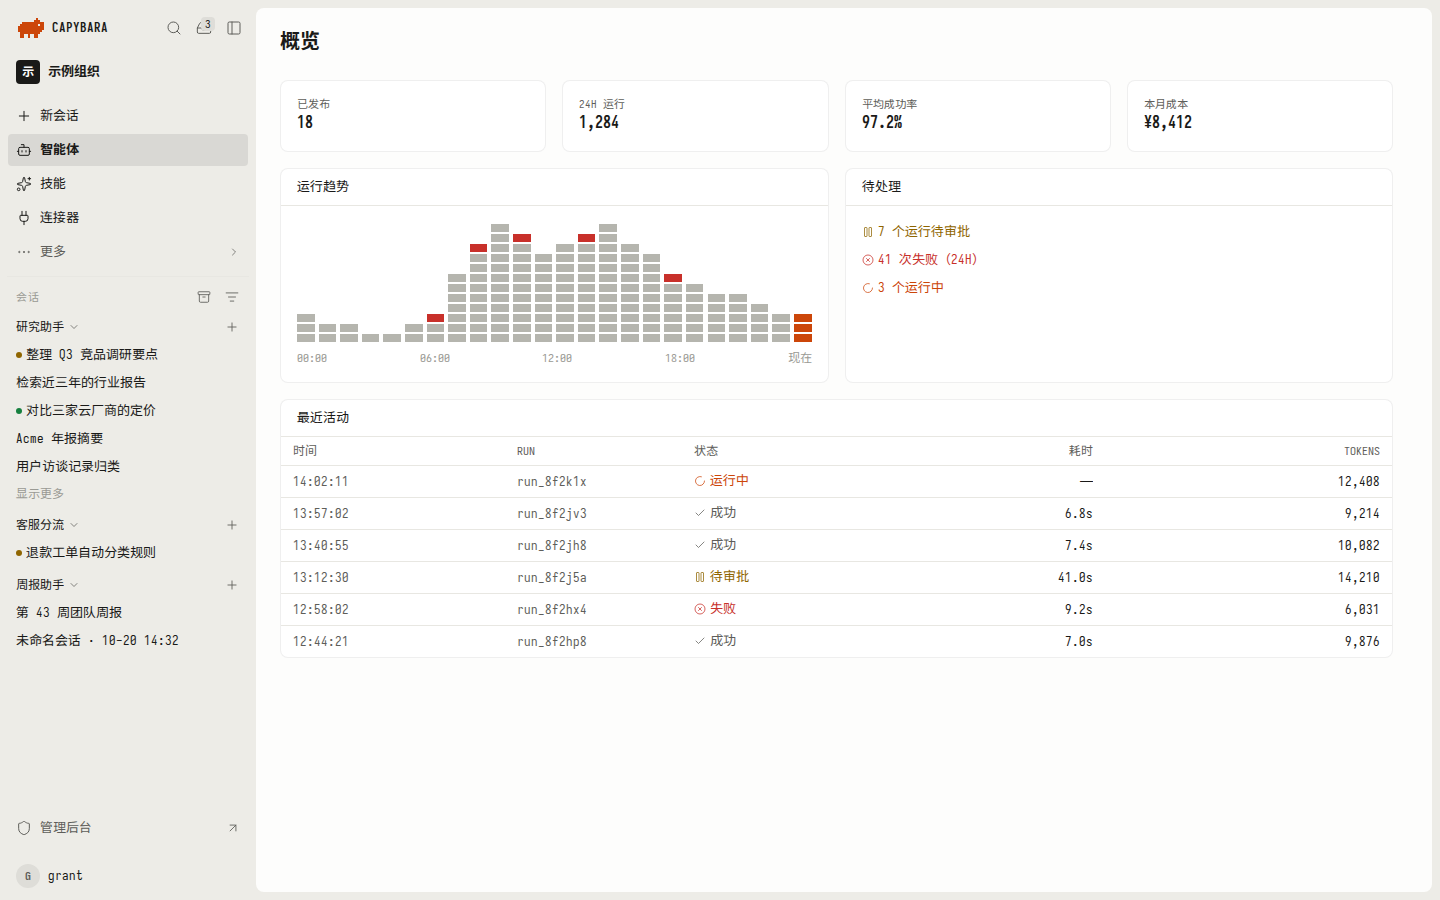 CAPYBARA
3
示 示例组织
新会话
智能体
技能
连接器
更多
会话
研究助手
整理 Q3 竞品调研要点
检索近三年的行业报告
对比三家云厂商的定价
Acme 年报摘要
用户访谈记录归类
显示更多
客服分流
退款工单自动分类规则
周报助手
第 43 周团队周报
未命名会话 · 10-20 14:32
管理后台
G grant
概览
已发布
18
24H 运行
1,284
平均成功率
97.2%
本月成本
¥8,412
运行趋势
00:00 06:00 12:00 18:00 现在
待处理
7 个运行待审批
41 次失败 (24H)
3 个运行中
最近活动
时间 RUN 状态 耗时 TOKENS
14:02:11 run_8f2k1x 运行中 — 12,408
13:57:02 run_8f2jv3 成功 6.8s 9,214
13:40:55 run_8f2jh8 成功 7.4s 10,082
13:12:30 run_8f2j5a 待审批 41.0s 14,210
12:58:02 run_8f2hx4 失败 9.2s 6,031
12:44:21 run_8f2hp8 成功 7.0s 9,876